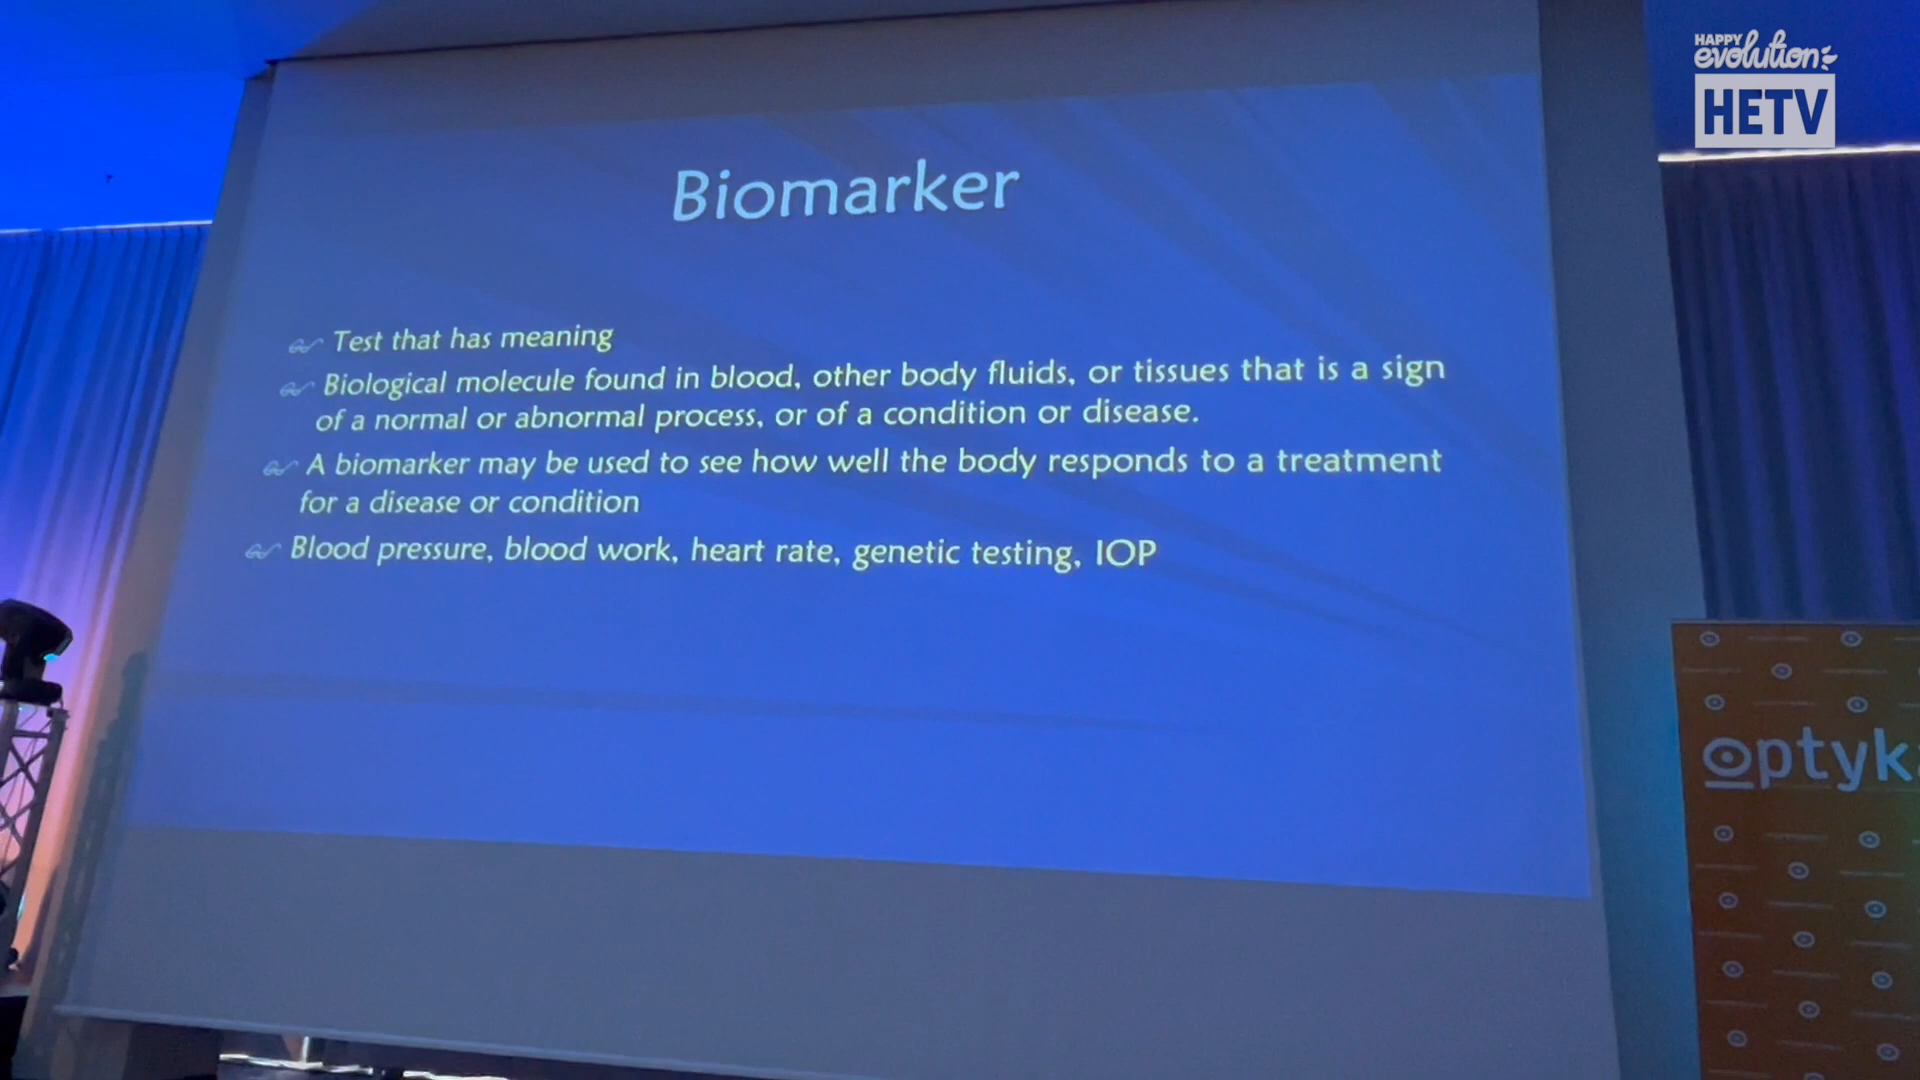 HAPPY
evolution
HETV
Biomarker
Test that has meaning
Biological molecule found in blood, other body fluids, or tissues that is a sign
of a normal or abnormal process, or of a condition or disease.
A biomarker may be used to see how well the body responds to a treatment
for a disease or condition
Blood pressure, blood work, heart rate, genetic testing, IOP